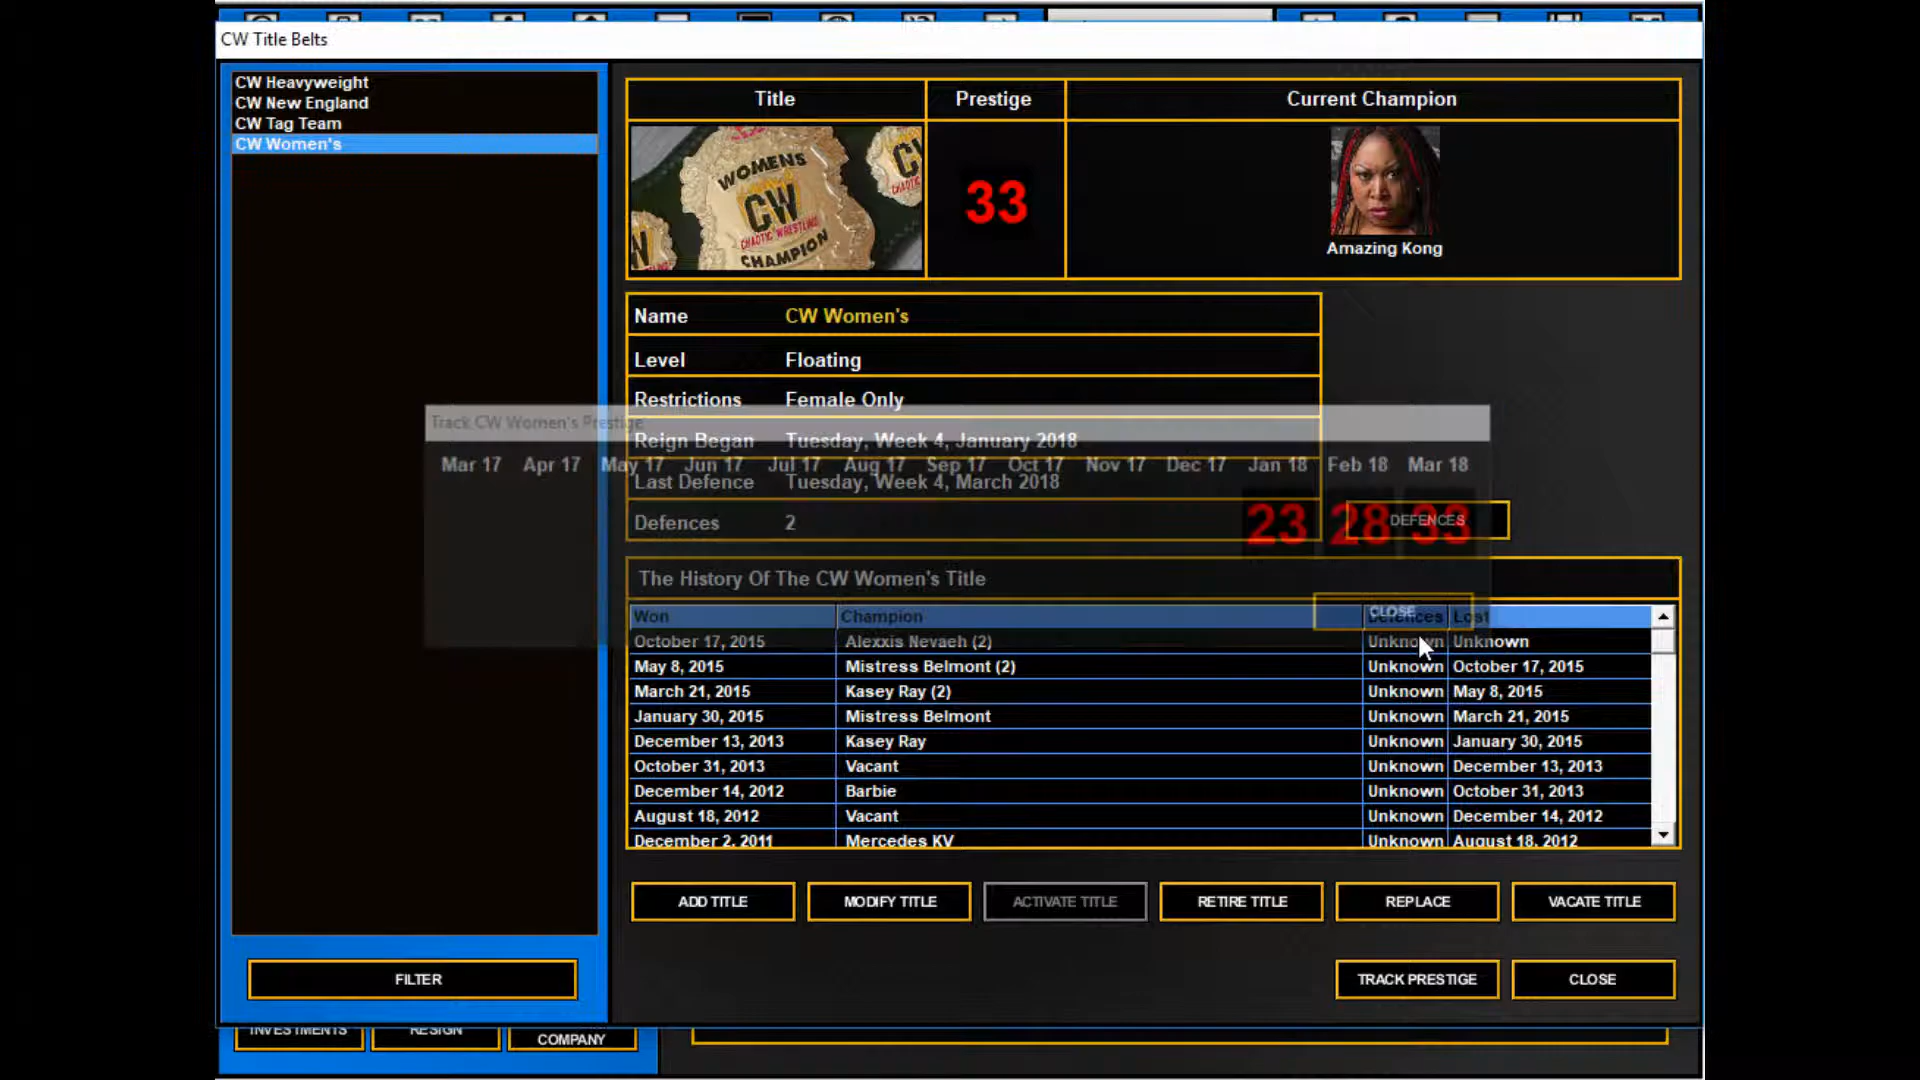 CW Title Belts
CW Heavyweight
CW New England
CW Tag Team
CW Women's
Title Prestige Current Champion
WOMENS
CW
CHAOTIC WRESTLING
CHAMPION
33
Amazing Kong
Name CW Women's
Level Floating
Restrictions Female Only
Track CW Women's Prestige
Reign Began Tuesday, Week 4, January 2018
Mar 17 Apr 17 May 17 Jun 17 Jul 17 Aug 17 Sep 17 Oct 17 Nov 17 Dec 17 Jan 18 Feb 18 Mar 18
Last Defence Tuesday, Week 4, March 2018
Defences 2
23 28 33
DEFENCES
The History Of The CW Women's Title
CLOSE
Won Champion Defences Lost
October 17, 2015 Alexxis Nevaeh (2) Unknown Unknown
May 8, 2015 Mistress Belmont (2) Unknown October 17, 2015
March 21, 2015 Kasey Ray (2) Unknown May 8, 2015
January 30, 2015 Mistress Belmont Unknown March 21, 2015
December 13, 2013 Kasey Ray Unknown January 30, 2015
October 31, 2013 Vacant Unknown December 13, 2013
December 14, 2012 Barbie Unknown October 31, 2013
August 18, 2012 Vacant Unknown December 14, 2012
December 2, 2011 Mercedes KV Unknown August 18, 2012
ADD TITLE MODIFY TITLE ACTIVATE TITLE RETIRE TITLE REPLACE VACATE TITLE
FILTER TRACK PRESTIGE CLOSE
INVESTMENTS RESIGN COMPANY